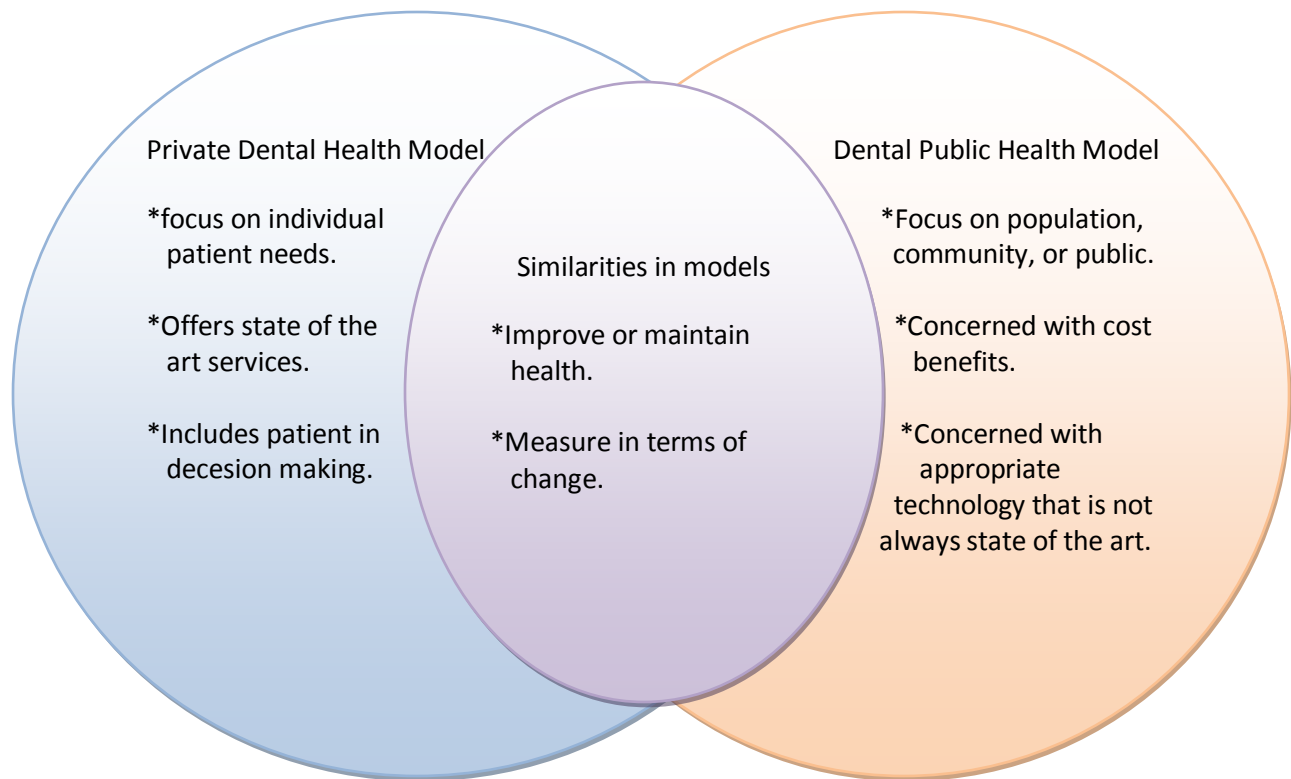 Private Dental Health Model
*focus on individual
patient needs.
*Offers state of the
art services.
*Includes patient in
decesion making.
Similarities in models
*Improve or maintain
health.
*Measure in terms of
change.
Dental Public Health Model
*Focus on population,
community, or public.
*Concerned with cost
benefits.
*Concerned with
appropriate
technology that is not
always state of the art.